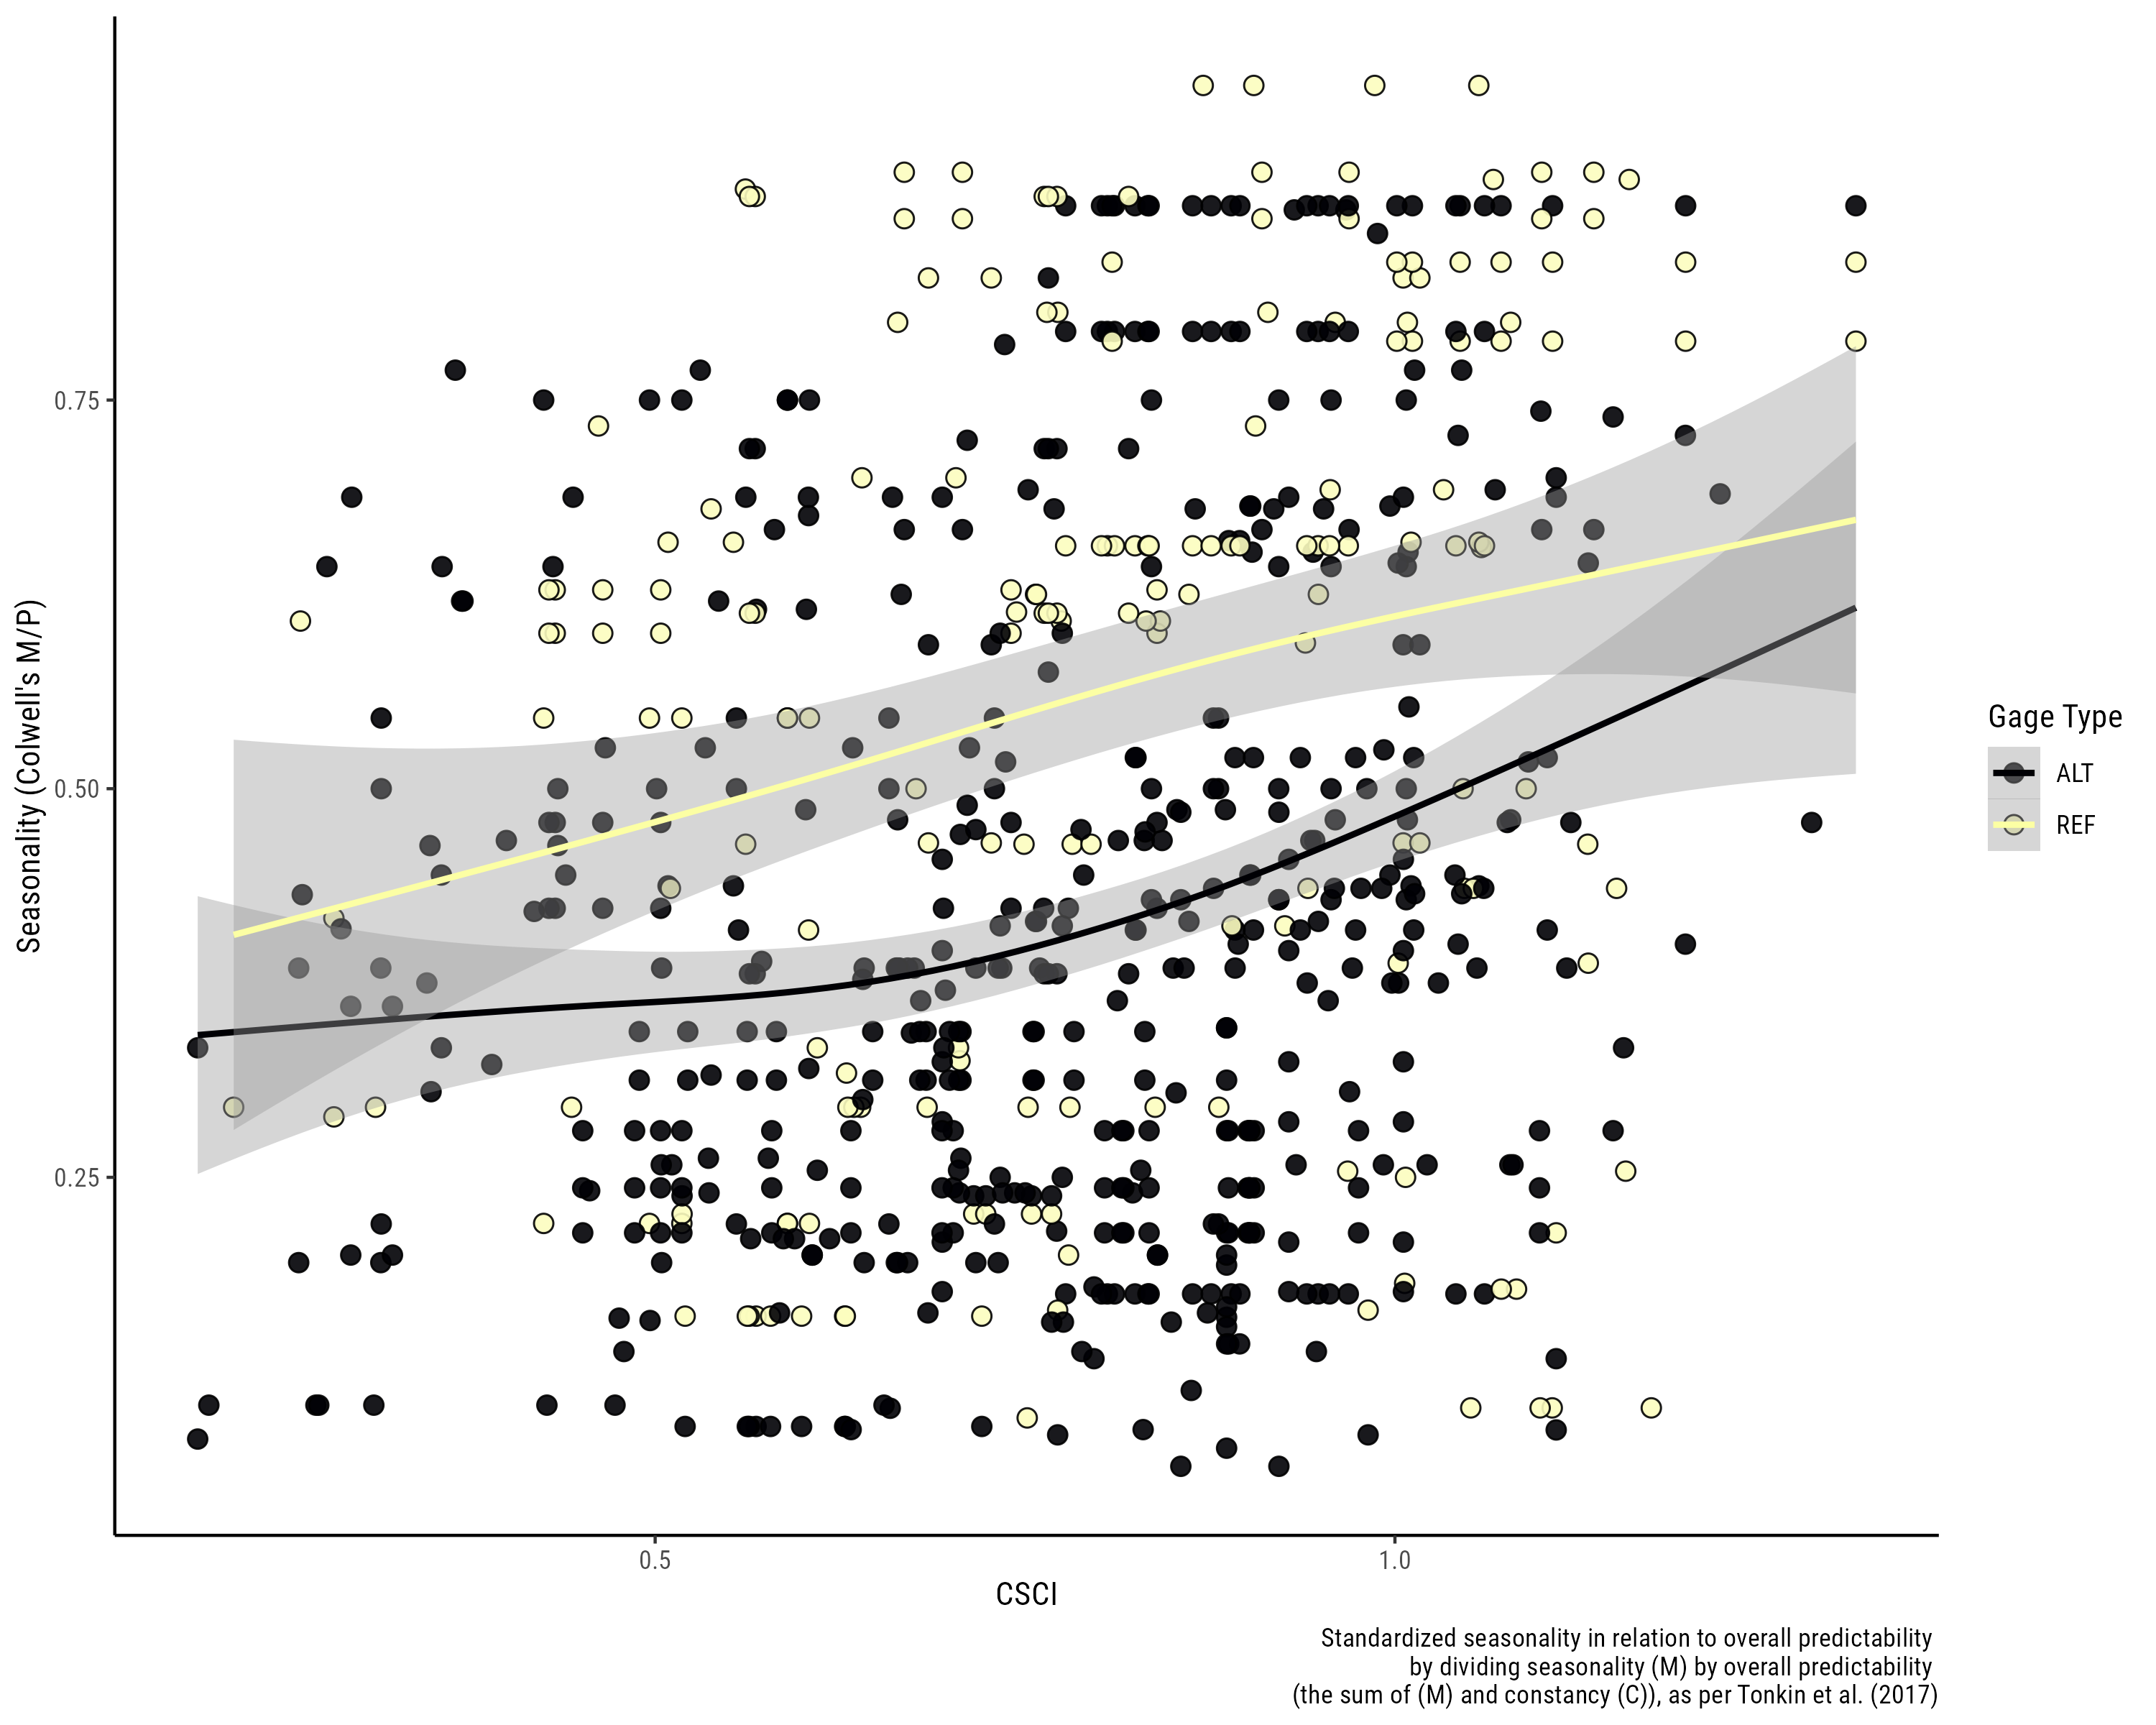 Seasonality (Colwell's M/P)
0.75
0.50
0.25
0.5
1.0
CSCI
Gage Type
ALT
REF
Standardized seasonality in relation to overall predictability
by dividing seasonality (M) by overall predictability
(the sum of (M) and constancy (C)), as per Tonkin et al. (2017)